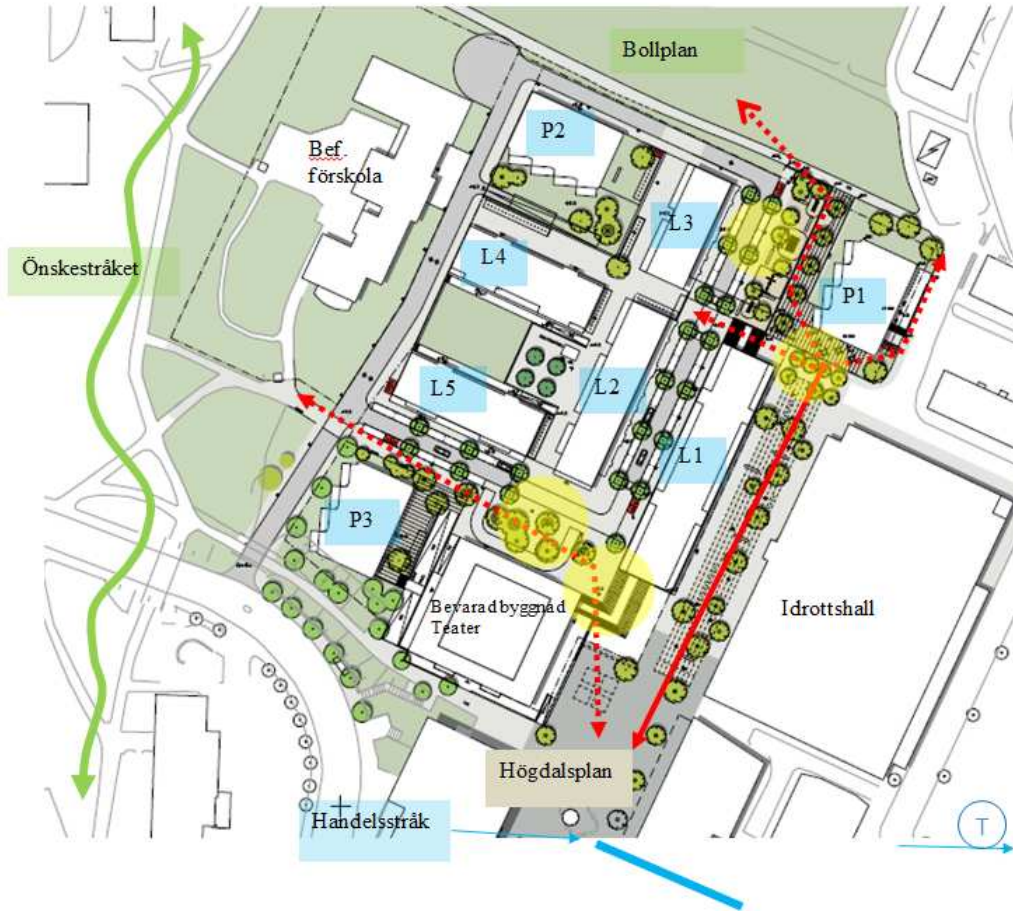 Bollplan
P2
Bef.
förskola
L3
Önskestråket
L4
P1
L5
L2
L1
P3
Bevarad byggnad
Teater
Idrottshall
Högdalsplan
Handelsstråk
T